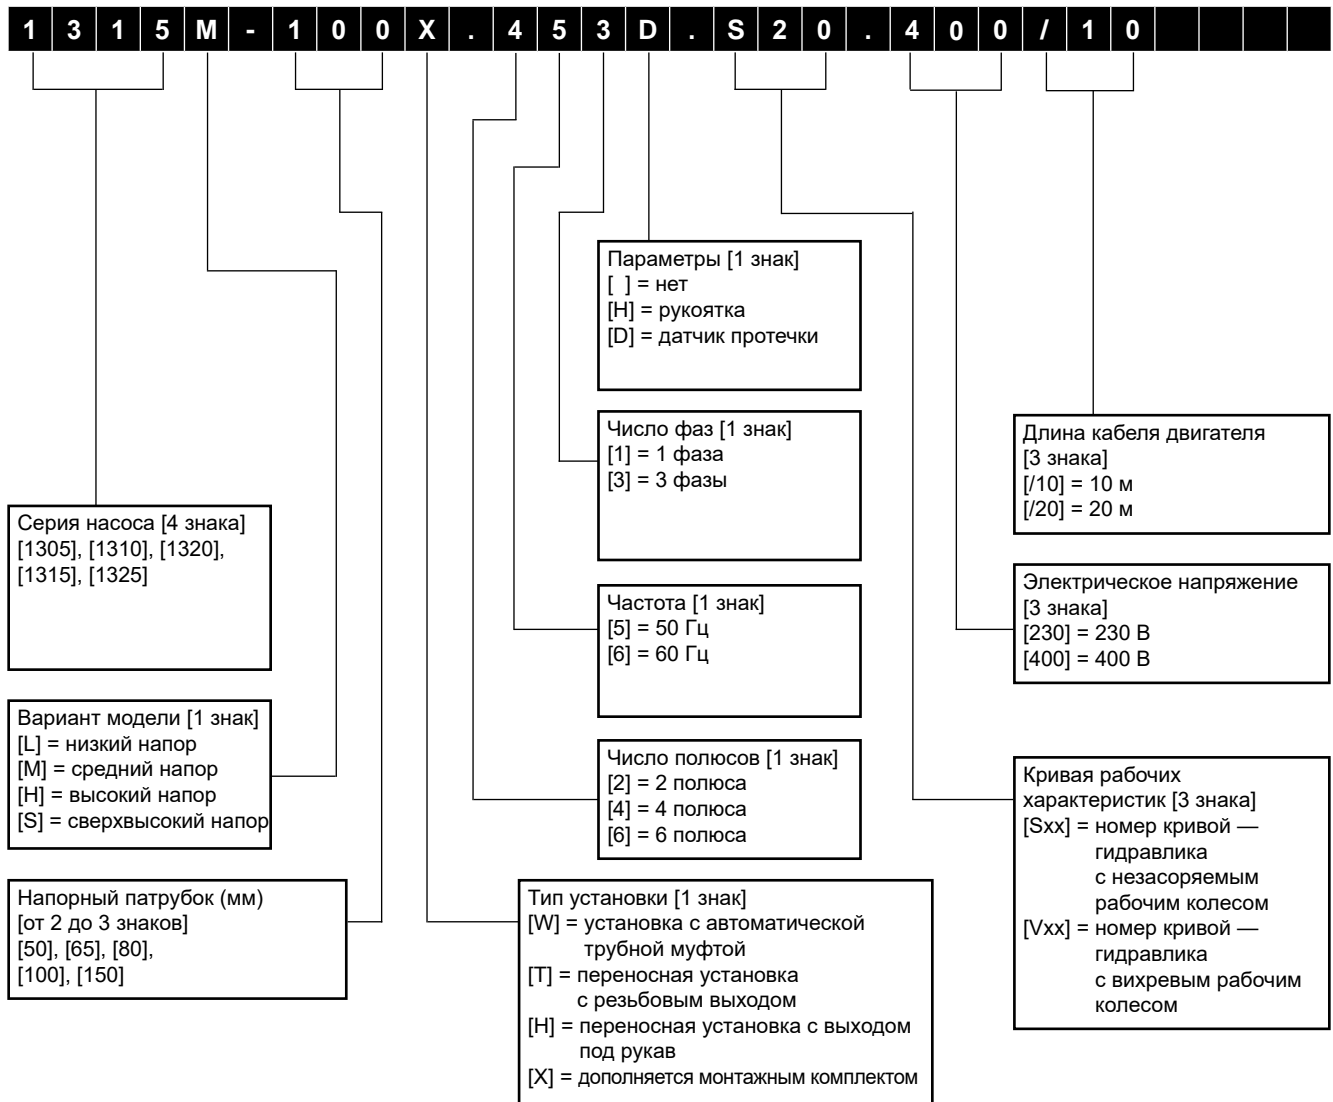 1315M-100X.453D.S20.400/10
Параметры [1 знак]
[ ] = нет
[H] = рукоятка
[D] = датчик протечки
Число фаз [1 знак]
[1] = 1 фаза
[3] = 3 фазы
Длина кабеля двигателя
[3 знака]
[/10] = 10 м
[/20] = 20 м
Серия насоса [4 знака]
[1305], [1310], [1320],
[1315], [1325]
Электрическое напряжение
[3 знака]
[230] = 230 В
[400] = 400 В
Частота [1 знак]
[5] = 50 Гц
[6] = 60 Гц
Вариант модели [1 знак]
[L] = низкий напор
[M] = средний напор
[H] = высокий напор
[S] = сверхвысокий напор
Число полюсов [1 знак]
[2] = 2 полюса
[4] = 4 полюса
[6] = 6 полюса
Кривая рабочих
характеристик [3 знака]
[Sxx] = номер кривой —
гидравлика
с незасоряемым
рабочим колесом
[Vxx] = номер кривой —
гидравлика
с вихревым рабочим
колесом
Напорный патрубок (мм)
[от 2 до 3 знаков]
[50], [65], [80],
[100], [150]
Тип установки [1 знак]
[W] = установка с автоматической
трубной муфтой
[T] = переносная установка
с резьбовым выходом
[H] = переносная установка с выходом
под рукав
[X] = дополняется монтажным комплектом